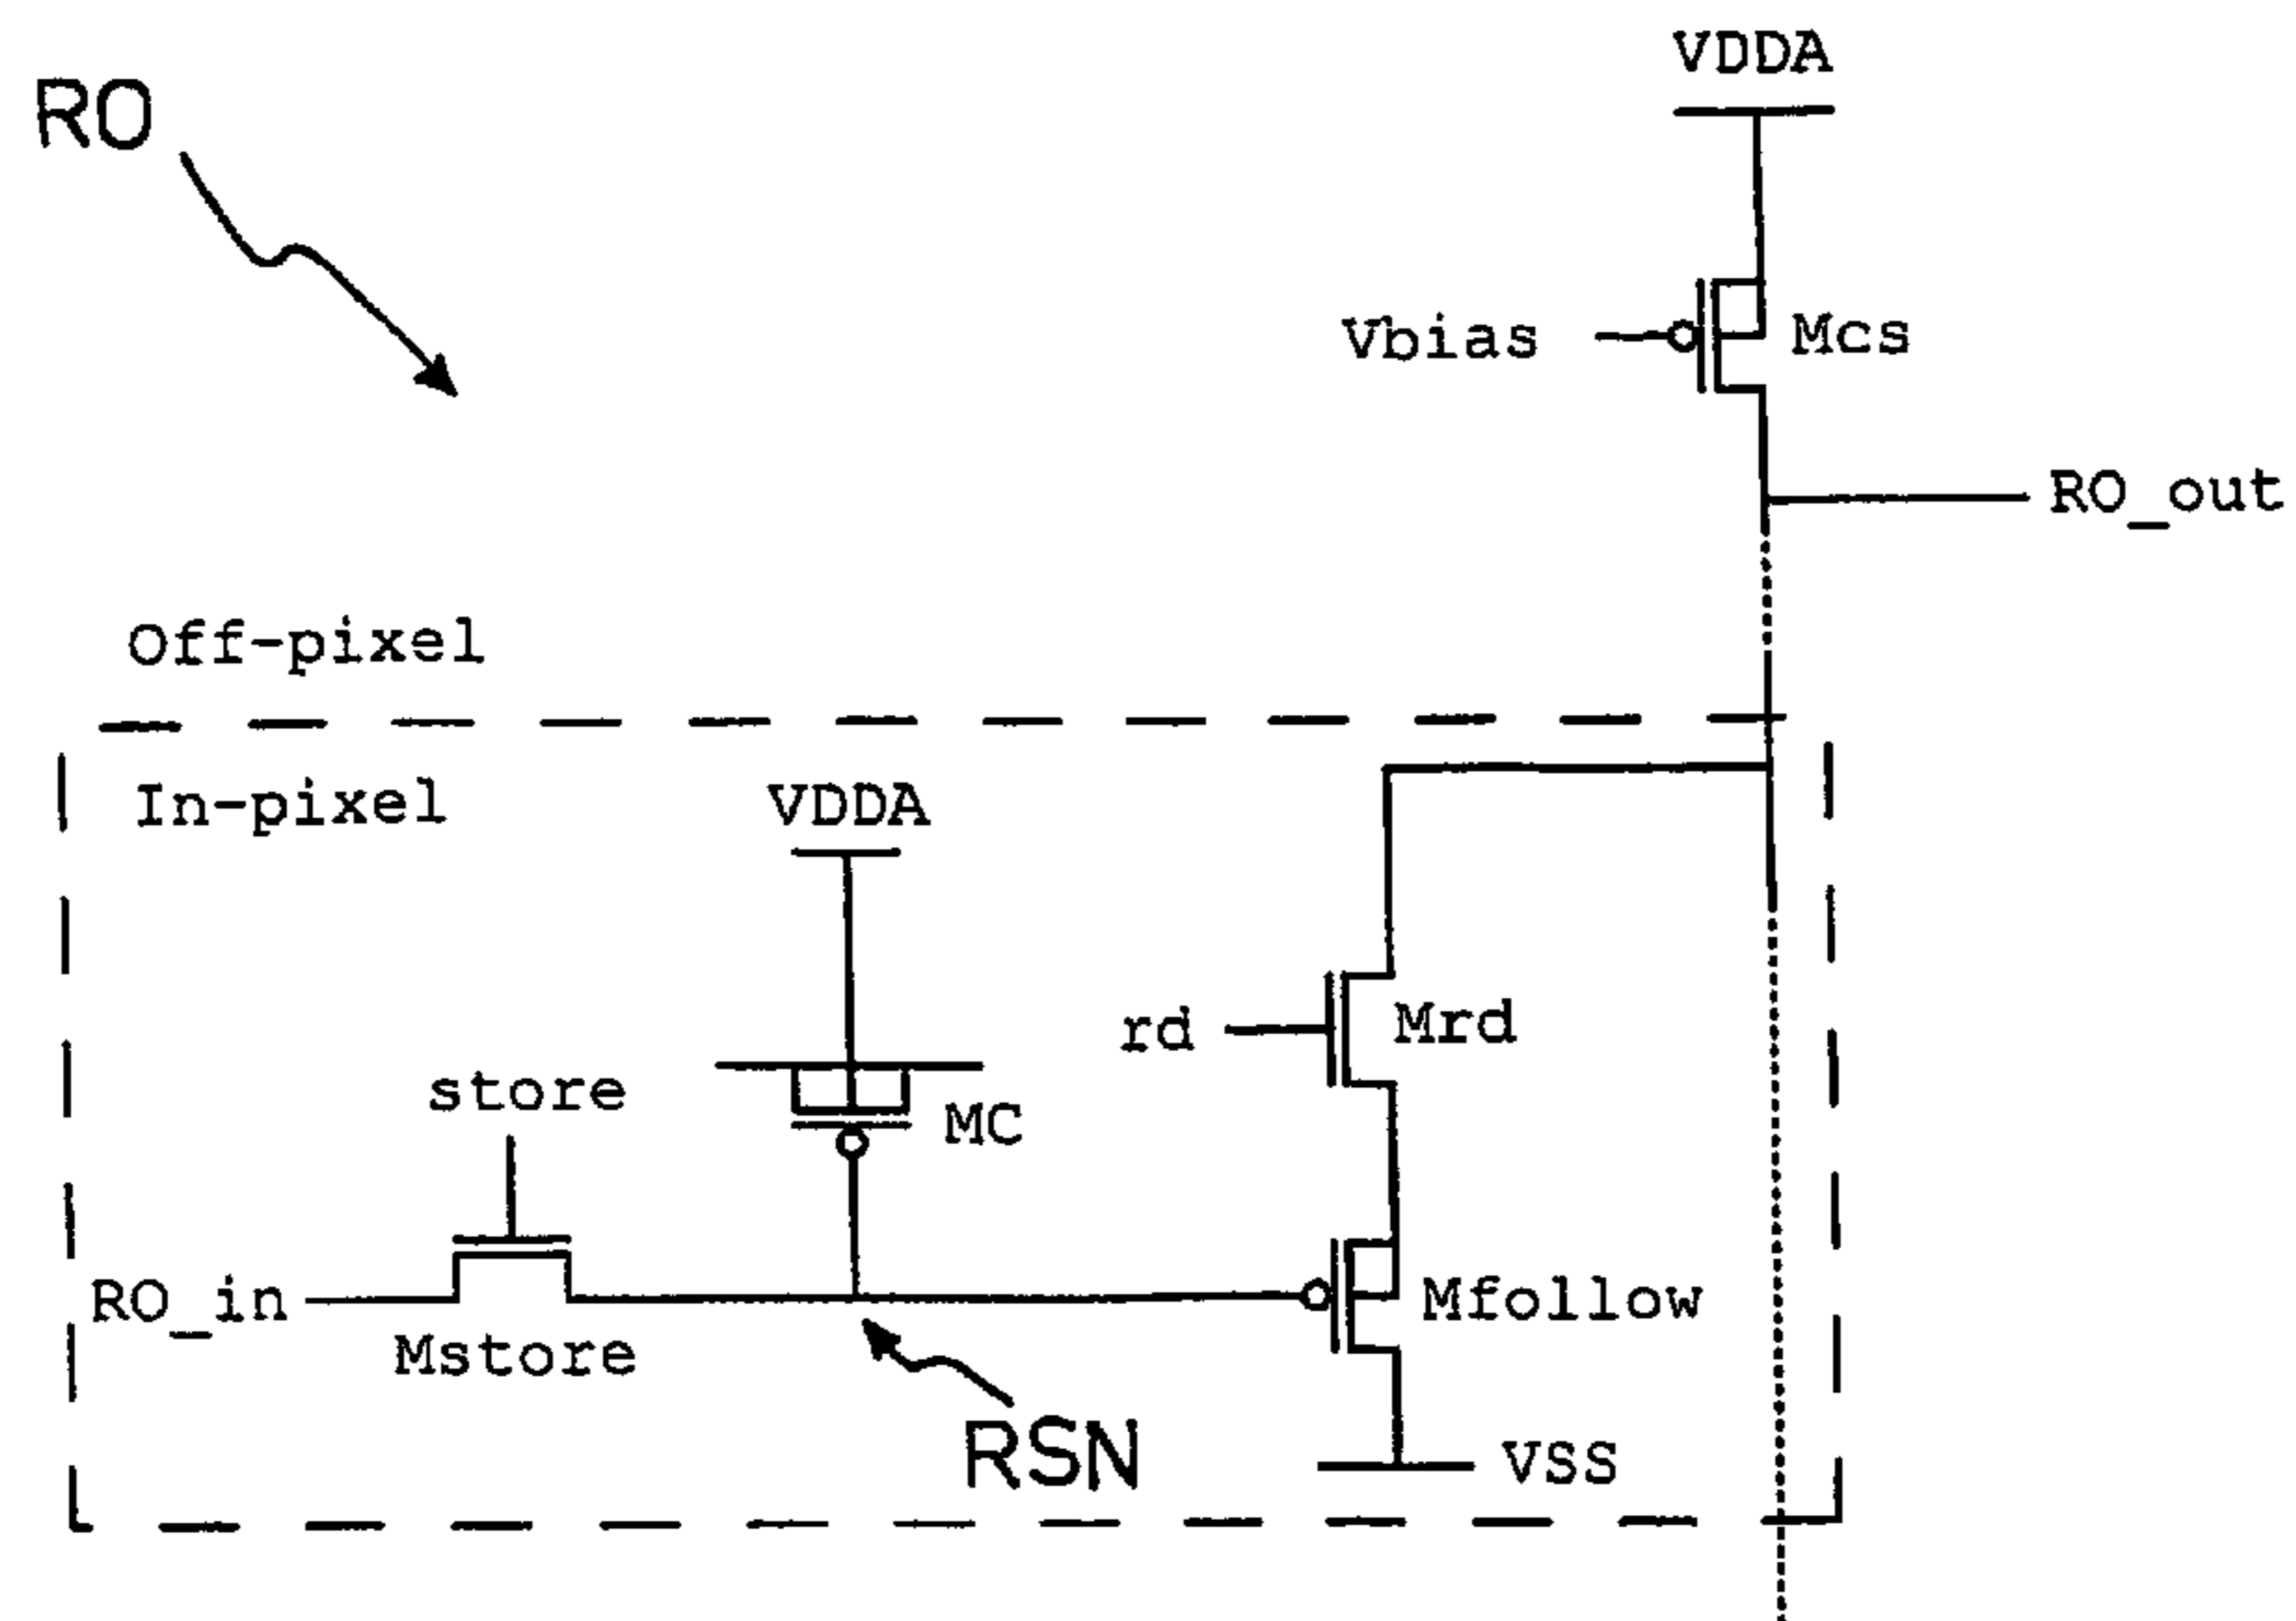 VDDA
RO
Vbias
Mcs
RO_out
Off-pixel
In-pixel
VDDA
rd
Mrd
store
MC
RO_in
Mstore
Mfollow
RSN
VSS